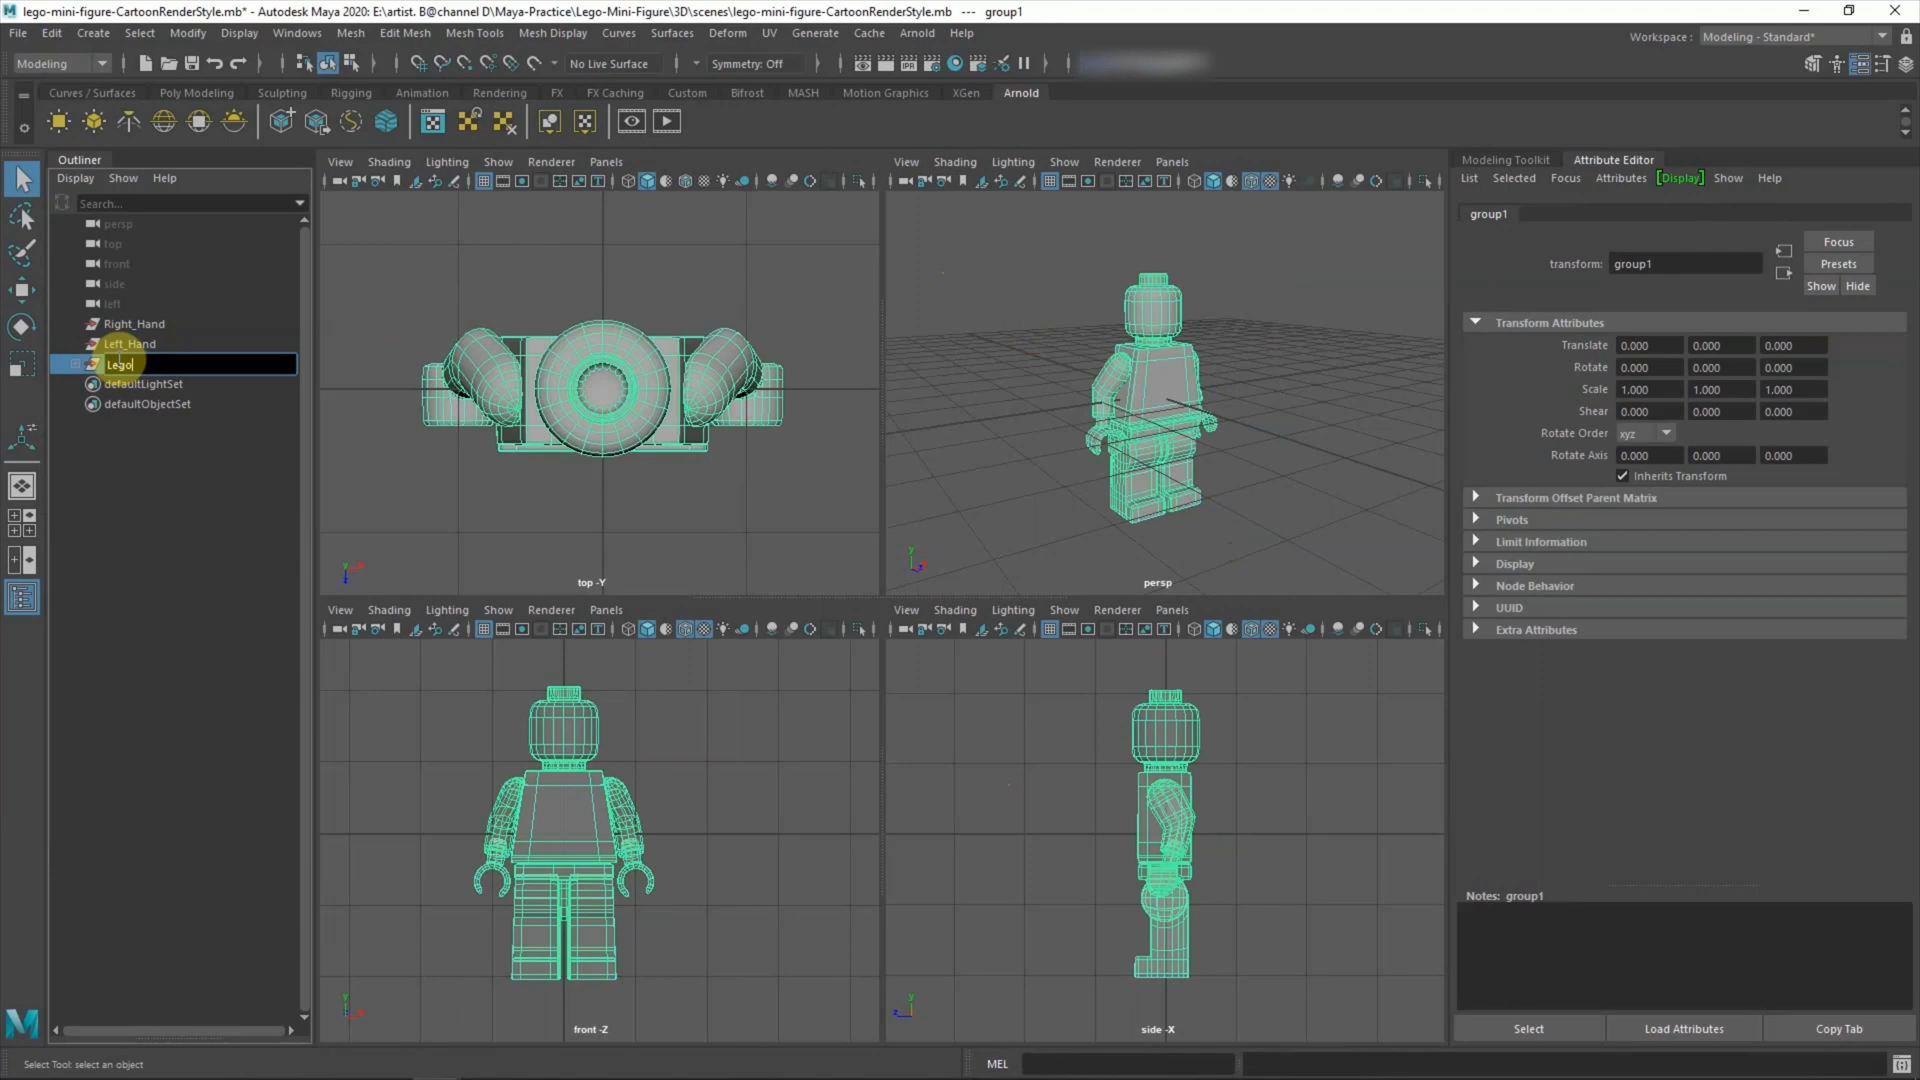 lego-mini-figure-CartoonRenderStyle.mb* - Autodesk Maya 2020: E:\artist. B@channel D\Maya-Practice\Lego-Mini-Figure\3D\scenes\lego-mini-figure-CartoonRenderStyle.mb --- group1
File Edit Create Select Modify Display Windows Mesh Edit Mesh Mesh Tools Mesh Display Curves Surfaces Deform UV Generate Cache Arnold Help
Workspace : Modeling - Standard*
Modeling No Live Surface Symmetry: Off
Curves / Surfaces Poly Modeling Sculpting Rigging Animation Rendering FX FX Caching Custom Bifrost MASH Motion Graphics XGen Arnold
Outliner
Display Show Help
Search...
persp
top
front
side
left
Right_Hand
Left_Hand
Lego
defaultLightSet
defaultObjectSet
View Shading Lighting Show Renderer Panels
top -Y
View Shading Lighting Show Renderer Panels
persp
View Shading Lighting Show Renderer Panels
front -Z
View Shading Lighting Show Renderer Panels
side -X
Modeling Toolkit Attribute Editor
List Selected Focus Attributes [Display] Show Help
group1
transform: group1
Focus
Presets
Show Hide
Transform Attributes
Translate 0.000 0.000 0.000
Rotate 0.000 0.000 0.000
Scale 1.000 1.000 1.000
Shear 0.000 0.000 0.000
Rotate Order xyz
Rotate Axis 0.000 0.000 0.000
Inherits Transform
Transform Offset Parent Matrix
Pivots
Limit Information
Display
Node Behavior
UUID
Extra Attributes
Notes: group1
Select Load Attributes Copy Tab
Select Tool: select an object
MEL